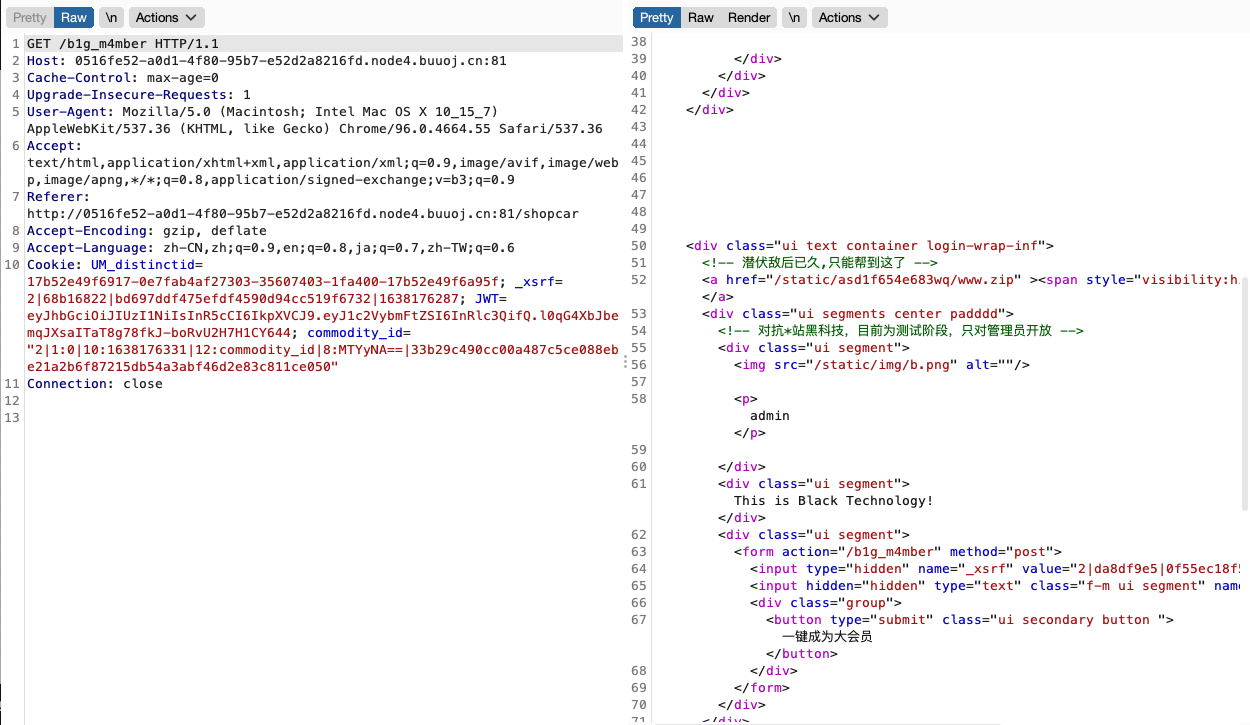 Pretty Raw \n Actions
1 GET /b1g_m4mber HTTP/1.1
2 Host: 0516fe52-a0d1-4f80-95b7-e52d2a8216fd.node4.buuoj.cn:81
3 Cache-Control: max-age=0
4 Upgrade-Insecure-Requests: 1
5 User-Agent: Mozilla/5.0 (Macintosh; Intel Mac OS X 10_15_7)
AppleWebKit/537.36 (KHTML, like Gecko) Chrome/96.0.4664.55 Safari/537.36
6 Accept:
text/html,application/xhtml+xml,application/xml;q=0.9,image/avif,image/web
p,image/apng,*/*;q=0.8,application/signed-exchange;v=b3;q=0.9
7 Referer:
http://0516fe52-a0d1-4f80-95b7-e52d2a8216fd.node4.buuoj.cn:81/shopcar
8 Accept-Encoding: gzip, deflate
9 Accept-Language: zh-CN,zh;q=0.9,en;q=0.8,ja;q=0.7,zh-TW;q=0.6
10 Cookie: UM_distinctid=
17b52e49f6917-0e7fab4af27303-35607403-1fa400-17b52e49f6a95f; _xsrf=
2|68b16822|bd697ddf475efdf4590d94cc519f6732|1638176287; JWT=
eyJhbGciOiJIUzI1NiIsInR5cCI6IkpXVCJ9.eyJ1c2VybmFtZSI6InRlc3QifQ.l0qG4XbJbe
mqJXsaITaT8g78fkJ-boRvU2H7H1CY644; commodity_id=
"2|1:0|10:1638176331|12:commodity_id|8:MTYyNA==|33b29c490cc00a487c5ce088eb
e21a2b6f87215db54a3abf46d2e83c811ce050"
11 Connection: close
12
13
Pretty Raw Render \n Actions
38
39 </div>
40 </div>
41 </div>
42 </div>
43
44
45
46
47
48
49
50 <div class="ui text container login-wrap-inf">
51 <!-- 潜伏敌后已久,只能帮到这了 -->
52 <a href="/static/asd1f654e683wq/www.zip" ><span style="visibility:h
</a>
53 <div class="ui segments center padddd">
54 <!-- 对抗*站黑科技，目前为测试阶段，只对管理员开放 -->
55 <div class="ui segment">
56 <img src="/static/img/b.png" alt=""/>
57
58 <p>
admin
</p>
59
60 </div>
61 <div class="ui segment">
This is Black Technology!
</div>
62 <div class="ui segment">
63 <form action="/b1g_m4mber" method="post">
64 <input type="hidden" name="_xsrf" value="2|da8df9e5|0f55ec18f
65 <input hidden="hidden" type="text" class="f-m ui segment" name
66 <div class="group">
67 <button type="submit" class="ui secondary button ">
一键成为大会员
</button>
68 </div>
69 </form>
70 </div>
71 </div>